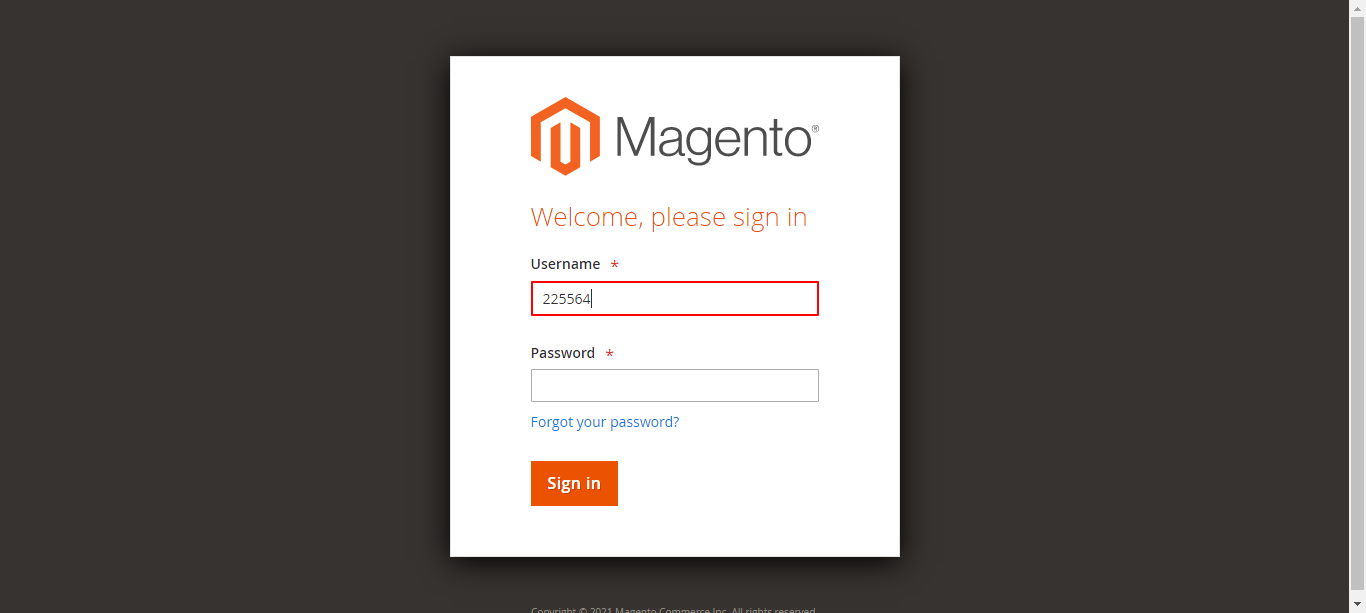 Magento®
Welcome, please sign in
Username *
225564
Password *
Forgot your password?
Sign in
Copyright © 2021 Magento Commerce Inc. All rights reserved.